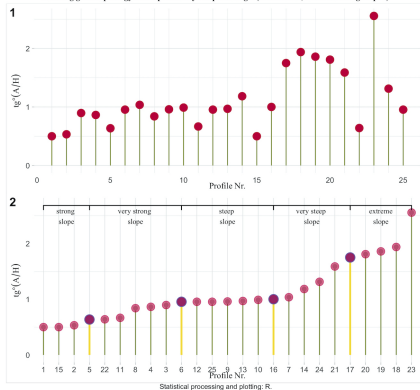 1
2
tg°(A/H)
1
0
0 5 10 15 20 25
Profile Nr.
2
strong very strong steep very steep extreme
slope slope slope slope slope
2
tg°(A/H)
1
0
1 15 2 5 22 11 8 4 3 6 12 25 9 13 10 16 7 14 24 21 17 20 19 18 23
Profile Nr.
Statistical processing and plotting: R.